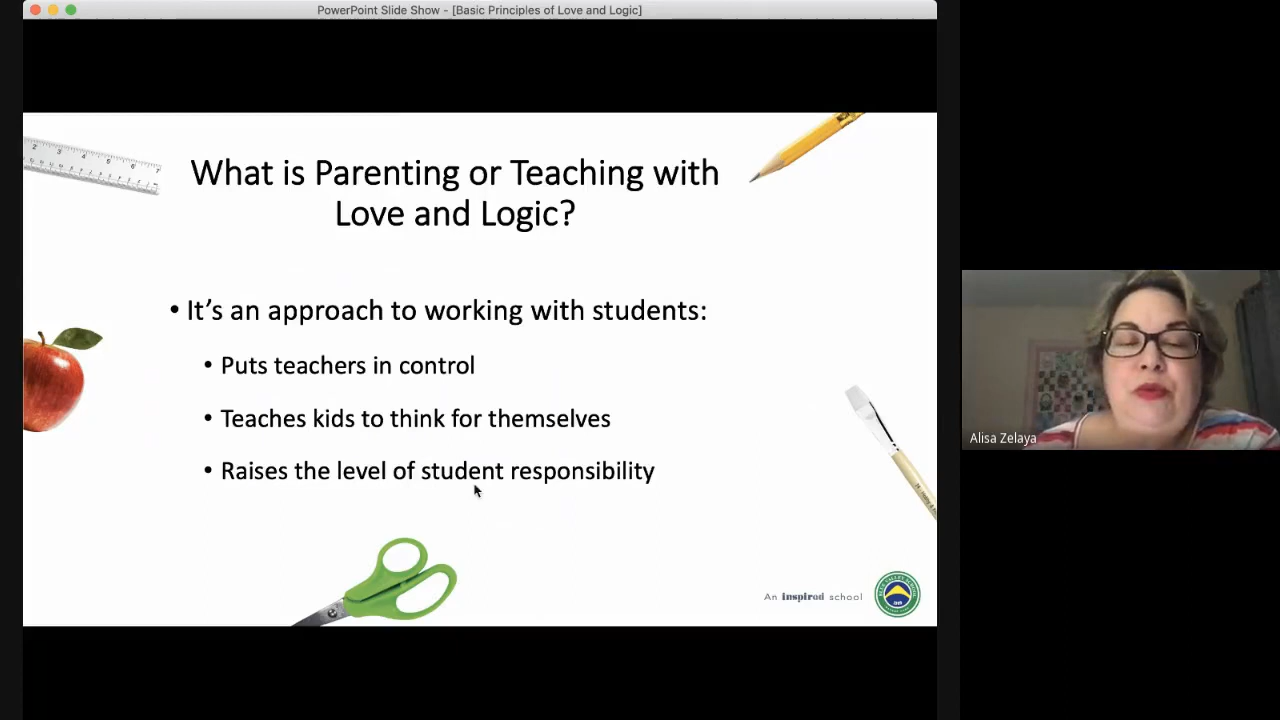 PowerPoint Slide Show - [Basic Principles of Love and Logic]
What is Parenting or Teaching with
Love and Logic?
• It's an approach to working with students:
• Puts teachers in control
• Teaches kids to think for themselves
• Raises the level of student responsibility
An inspired school
Alisa Zelaya